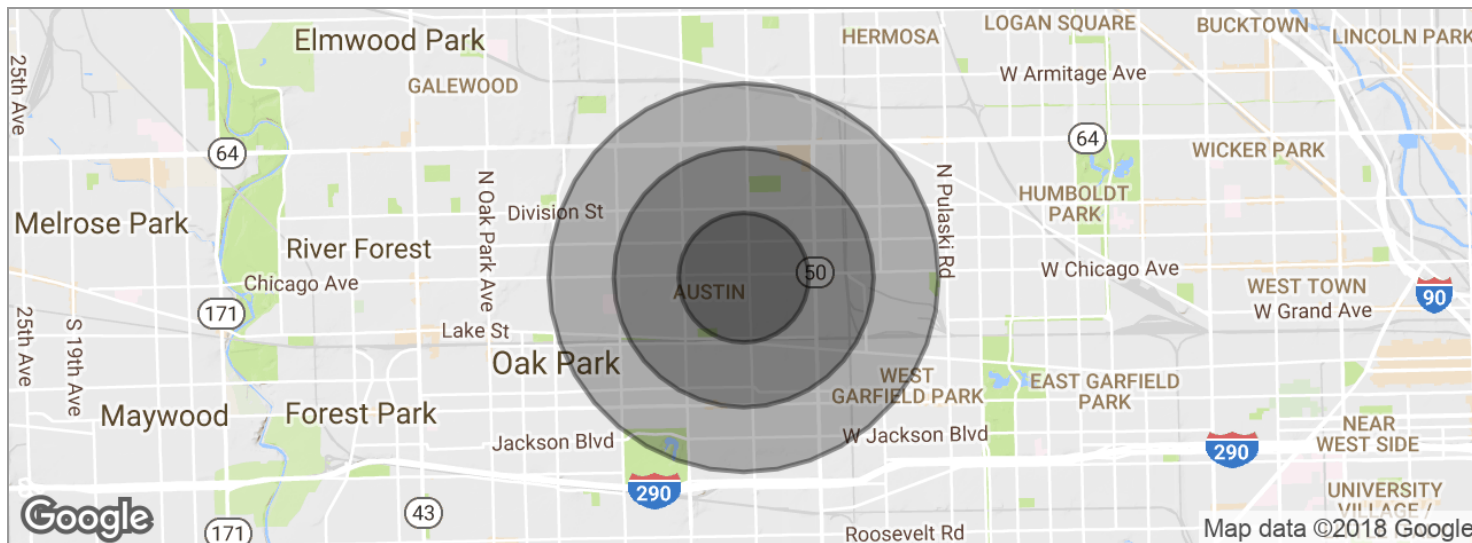 Elmwood Park
HERMOSA
LOGAN SQUARE
BUCKTOWN
LINCOLN PARK
25th Ave
GALEWOOD
W Armitage Ave
64
64
WICKER PARK
N Oak Park Ave
Division St
N Pulaski Rd
HUMBOLDT
PARK
Melrose Park
River Forest
Chicago Ave
50
W Chicago Ave
AUSTIN
WEST TOWN
W Grand Ave
90
171
25th Ave
S 19th Ave
Lake St
Oak Park
WEST
GARFIELD PARK
EAST GARFIELD
PARK
Maywood
Forest Park
Jackson Blvd
W Jackson Blvd
NEAR
WEST SIDE
290
290
UNIVERSITY
VILLAGE /
Google
171
43
Roosevelt Rd
Map data ©2018 Google